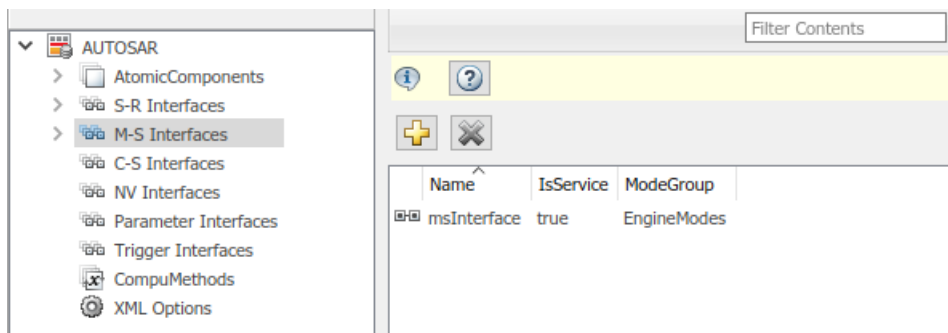 Filter Contents
AUTOSAR
AtomicComponents
S-R Interfaces
M-S Interfaces
C-S Interfaces
NV Interfaces
Parameter Interfaces
Trigger Interfaces
CompuMethods
XML Options
Name IsService ModeGroup
msInterface true EngineModes